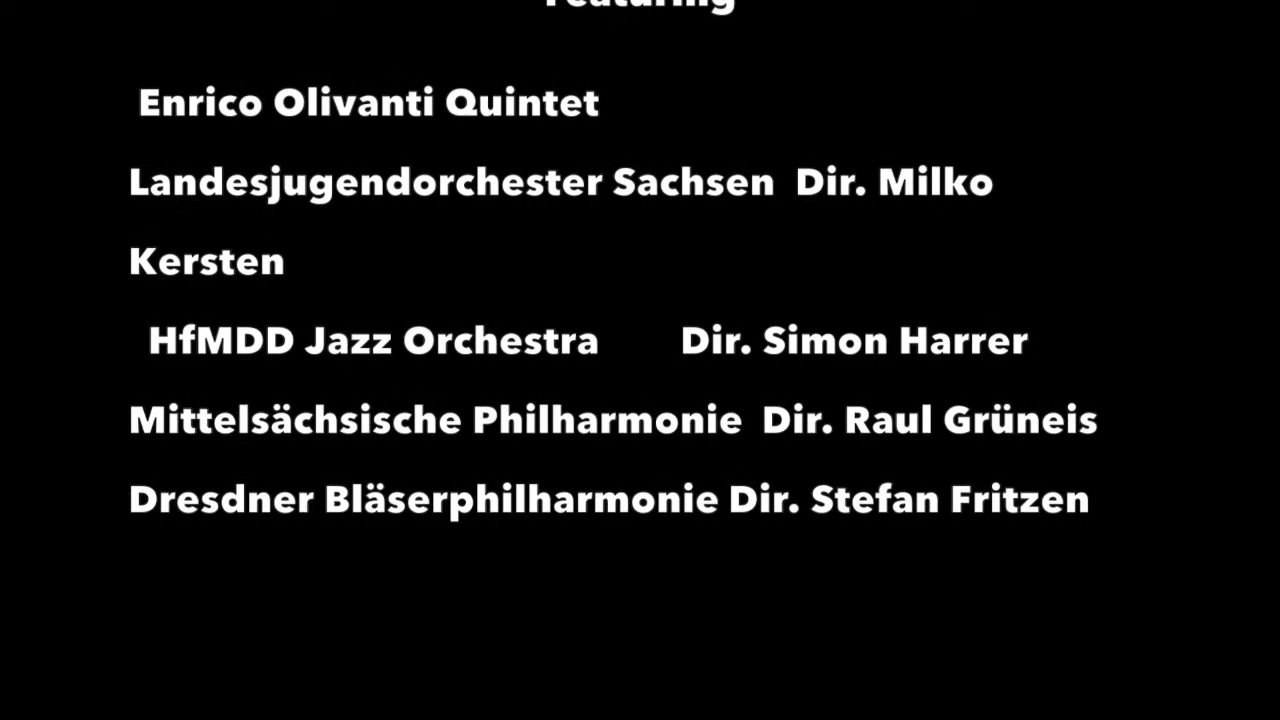 Featuring
Enrico Olivanti Quintet
Landesjugendorchester Sachsen Dir. Milko
Kersten
HfMDD Jazz Orchestra Dir. Simon Harrer
Mittelsächsische Philharmonie Dir. Raul Grüneis
Dresdner Bläserphilharmonie Dir. Stefan Fritzen